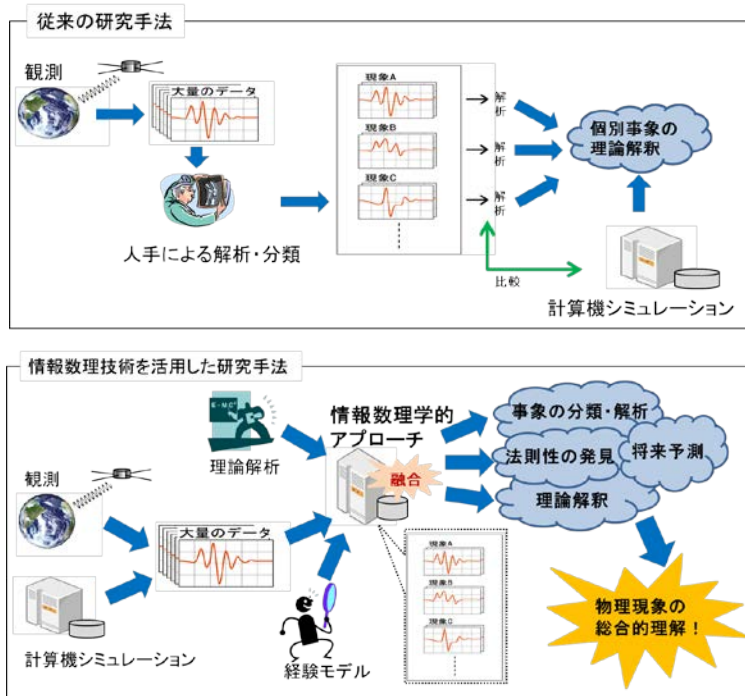 従来の研究手法
観測
大量のデータ
人手による解析・分類
現象A
現象B
現象C
解析
解析
解析
個別事象の
理論解釈
比較
計算機シミュレーション
情報数理技術を活用した研究手法
観測
計算機シミュレーション
大量のデータ
理論解析
経験モデル
情報数理学的
アプローチ
融合
現象A
現象B
現象C
事象の分類・解析
法則性の発見
将来予測
理論解釈
物理現象の
総合的理解！